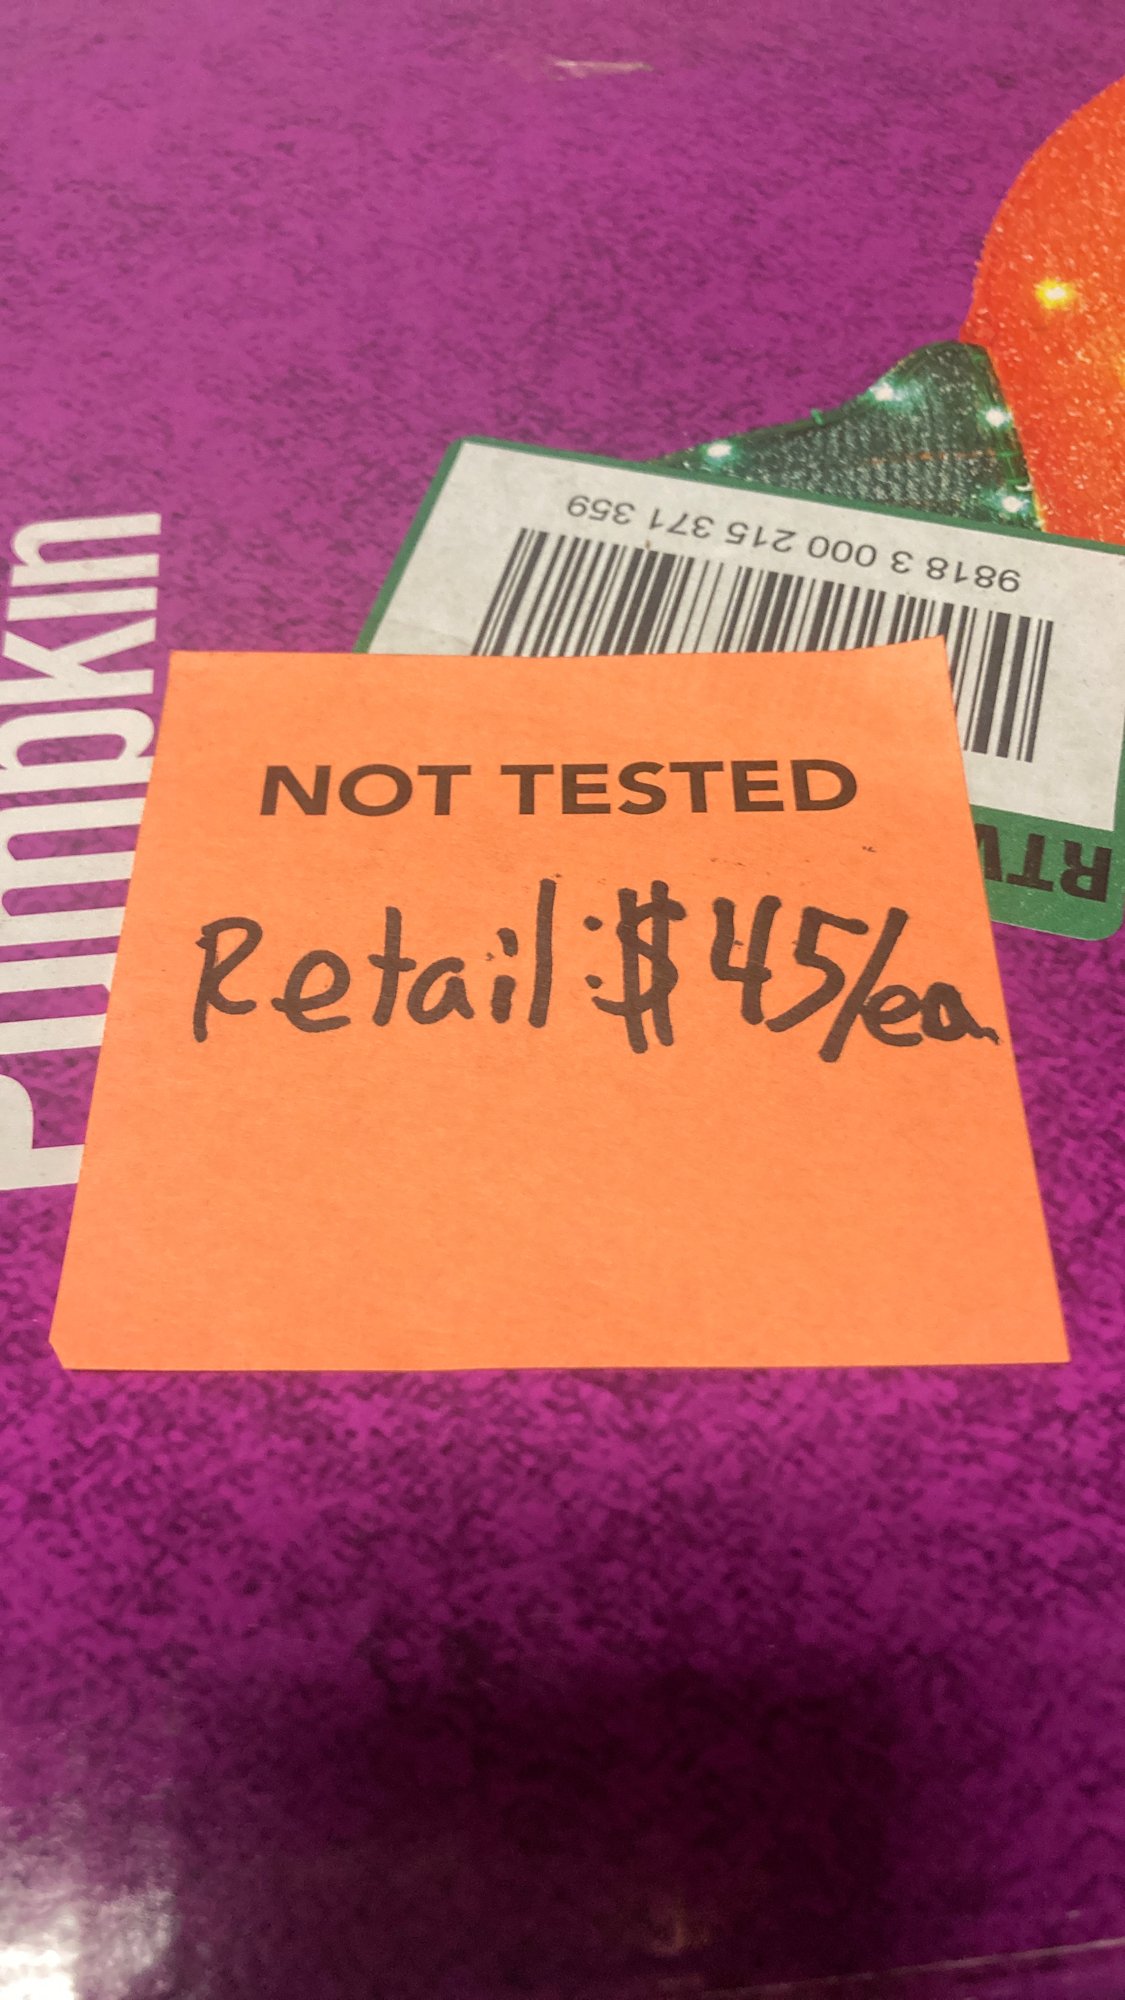 9818 3 000 215 371 359
RTV
Pumpkin
NOT TESTED
Retail: $45/ea.